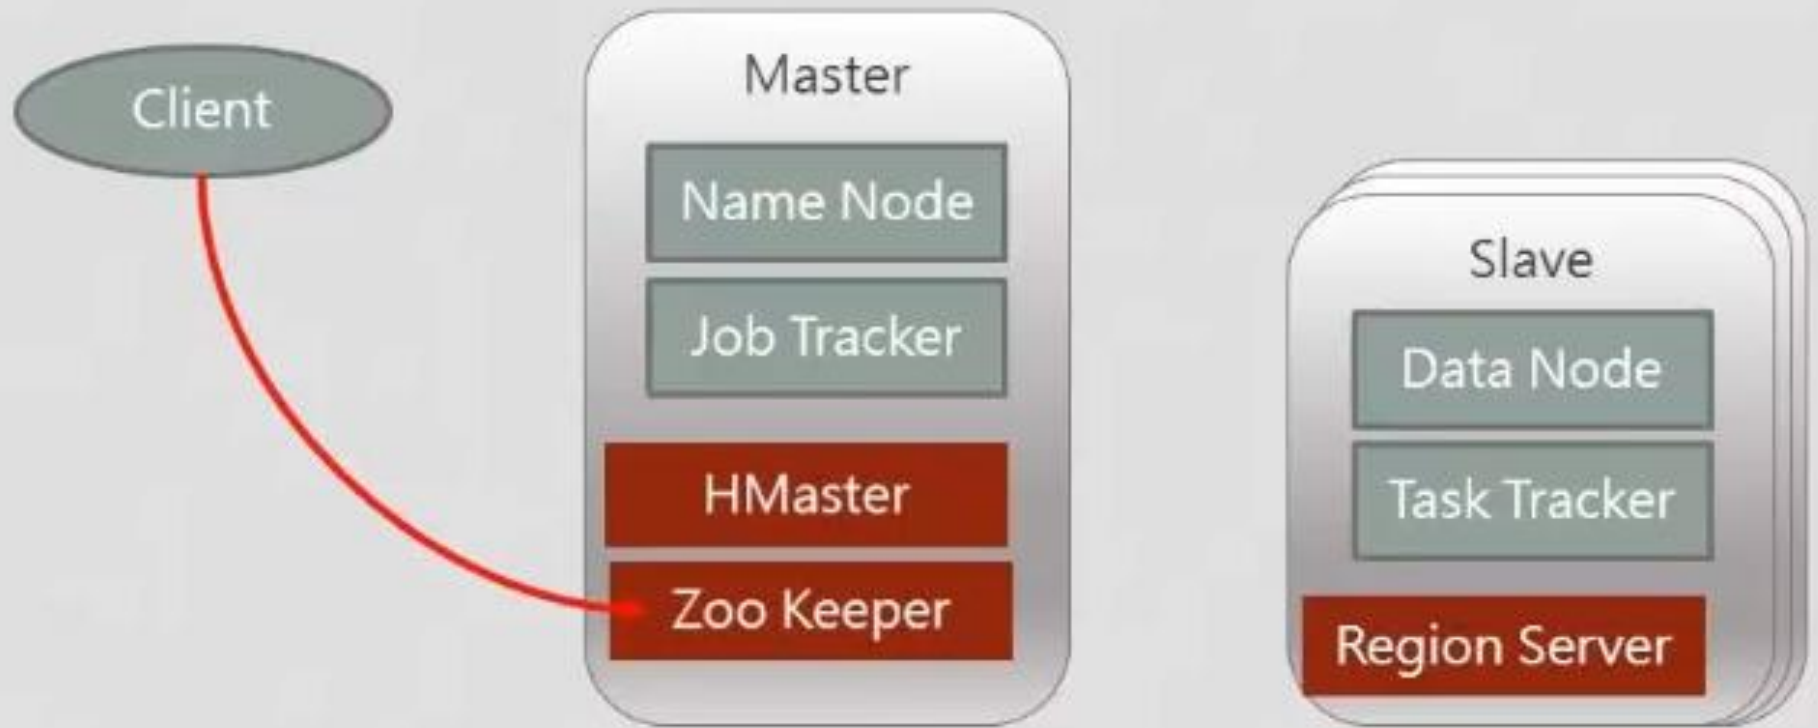 Client
Master
Name Node
Job Tracker
HMaster
Zoo Keeper
Slave
Data Node
Task Tracker
Region Server